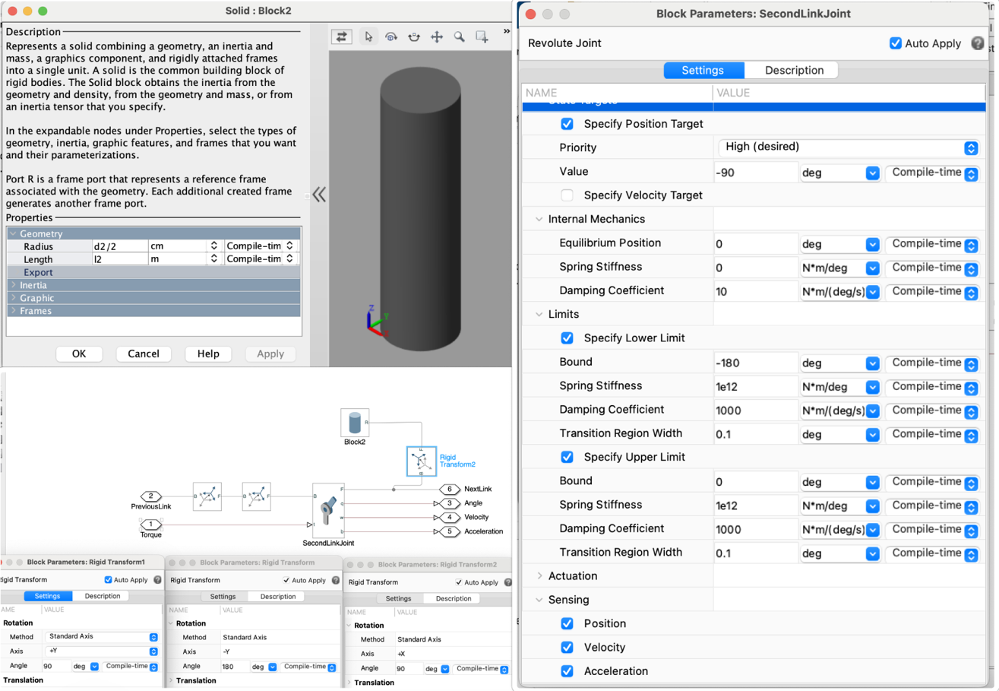 Solid : Block2
Description
Represents a solid combining a geometry, an inertia and
mass, a graphics component, and rigidly attached frames
into a single unit. A solid is the common building block of
rigid bodies. The Solid block obtains the inertia from the
geometry and density, from the geometry and mass, or from
an inertia tensor that you specify.
In the expandable nodes under Properties, select the types of
geometry, inertia, graphic features, and frames that you want
and their parameterizations.
Port R is a frame port that represents a reference frame
associated with the geometry. Each additional created frame
generates another frame port.
Properties
Geometry
Radius d2/2 cm Compile-tim
Length l2 m Compile-tim
Export
Inertia
Graphic
Frames
OK Cancel Help Apply
Z
Y
X
R
Block2
F
Rigid
Transform2
B
2
PreviousLink
B F
B F
B F
q
w
b
t
1
Torque
SecondLinkJoint
6 NextLink
3 Angle
4 Velocity
5 Acceleration
Block Parameters: Rigid Transform1
igid Transform Auto Apply
Settings Description
AME VALUE
Rotation
Method Standard Axis
Axis +Y
Angle 90 deg Compile-time
Translation
Block Parameters: Rigid Transform
Rigid Transform Auto Apply
Settings Description
NAME VALUE
Rotation
Method Standard Axis
Axis -Y
Angle 180 deg Compile-time
Translation
Block Parameters: Rigid Transform2
Rigid Transform Auto Apply
Settings Description
NAME VALUE
Rotation
Method Standard Axis
Axis +X
Angle 90 deg Compile-time
Translation
Block Parameters: SecondLinkJoint
Revolute Joint Auto Apply
Settings Description
NAME VALUE
State Targets
Specify Position Target
Priority High (desired)
Value -90 deg Compile-time
Specify Velocity Target
Internal Mechanics
Equilibrium Position 0 deg Compile-time
Spring Stiffness 0 N*m/deg Compile-time
Damping Coefficient 10 N*m/(deg/s) Compile-time
Limits
Specify Lower Limit
Bound -180 deg Compile-time
Spring Stiffness 1e12 N*m/deg Compile-time
Damping Coefficient 1000 N*m/(deg/s) Compile-time
Transition Region Width 0.1 deg Compile-time
Specify Upper Limit
Bound 0 deg Compile-time
Spring Stiffness 1e12 N*m/deg Compile-time
Damping Coefficient 1000 N*m/(deg/s) Compile-time
Transition Region Width 0.1 deg Compile-time
Actuation
Sensing
Position
Velocity
Acceleration